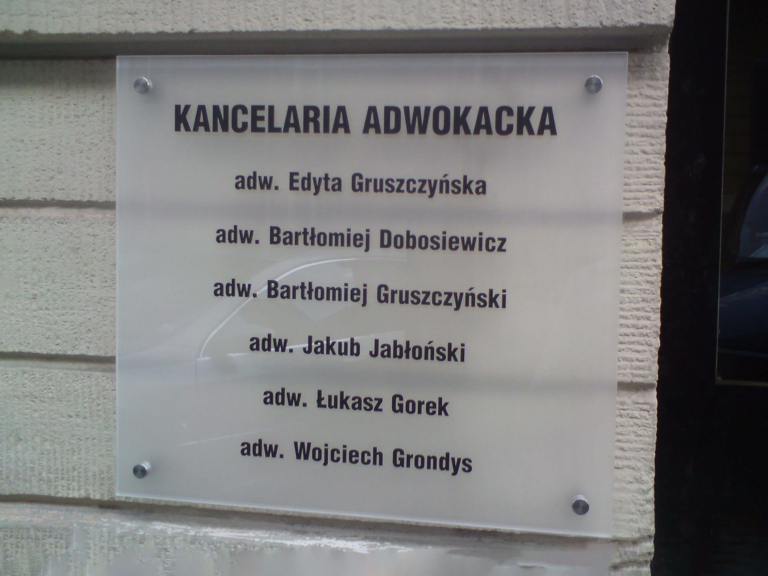 KANCELARIA ADWOKACKA
adw. Edyta Gruszczyńska
adw. Bartłomiej Dobosiewicz
adw. Bartłomiej Gruszczyński
adw. Jakub Jabłoński
adw. Łukasz Gorek
adw. Wojciech Grondys